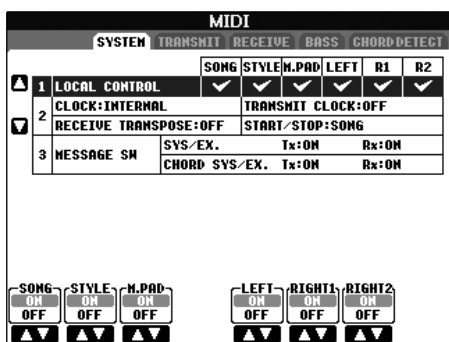 MIDI
SYSTEM TRANSMIT RECEIVE BASS CHORD DETECT
SONG STYLE M.PAD LEFT R1 R2
1 LOCAL CONTROL
2 CLOCK:INTERNAL TRANSMIT CLOCK:OFF
RECEIVE TRANSPOSE:OFF START/STOP:SONG
3 MESSAGE SW SYS/EX. Tx:ON Rx:ON
CHORD SYS/EX. Tx:ON Rx:ON
SONG STYLE M.PAD LEFT RIGHT1 RIGHT2
ON ON ON ON ON ON
OFF OFF OFF OFF OFF OFF